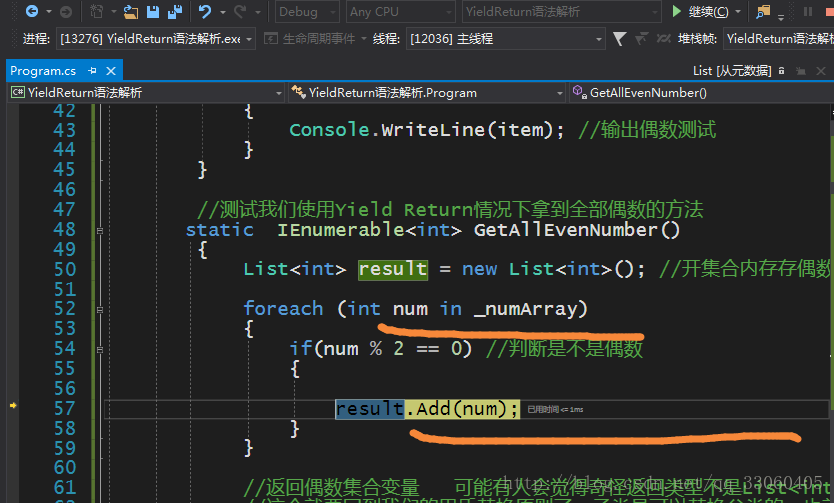 Debug Any CPU YieldReturn语法解析 继续(C)
进程: [13276] YieldReturn语法解析.exe 生命周期事件 线程: [12036] 主线程 堆栈帧: YieldReturn语法解
Program.cs List [从元数据]
C# YieldReturn语法解析 YieldReturn语法解析.Program GetAllEvenNumber()
42 {
43 Console.WriteLine(item); //输出偶数测试
44 }
45 }
46
47 //测试我们使用Yield Return情况下拿到全部偶数的方法
48 static IEnumerable<int> GetAllEvenNumber()
49 {
50 List<int> result = new List<int>(); //开集合内存存偶数
51
52 foreach (int num in _numArray)
53 {
54 if(num % 2 == 0) //判断是不是偶数
55 {
56
57 result.Add(num); 已用时间 <= 1ms
58 }
59 }
60
61 //返回偶数集合变量 可能有人会觉得奇怪返回类型不是List<int